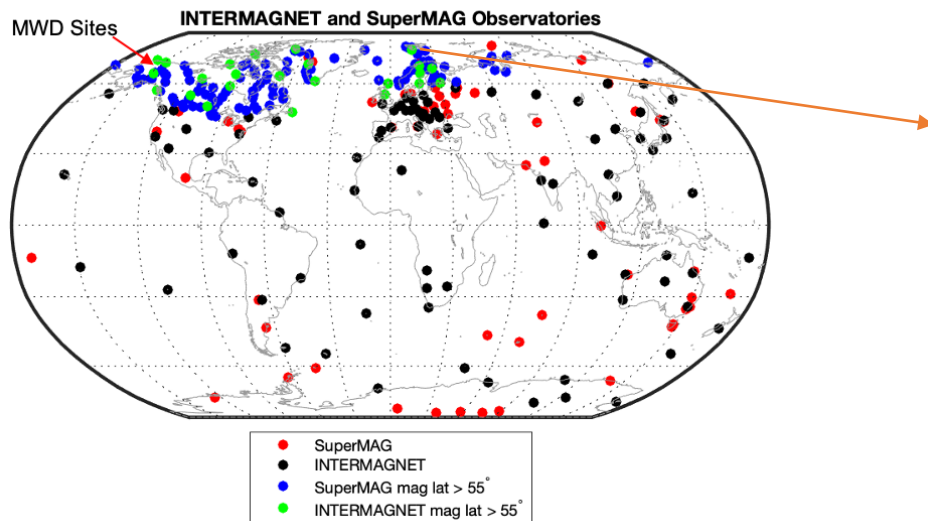 INTERMAGNET and SuperMAG Observatories
MWD Sites
SuperMAG
INTERMAGNET
SuperMAG mag lat > 55°
INTERMAGNET mag lat > 55°